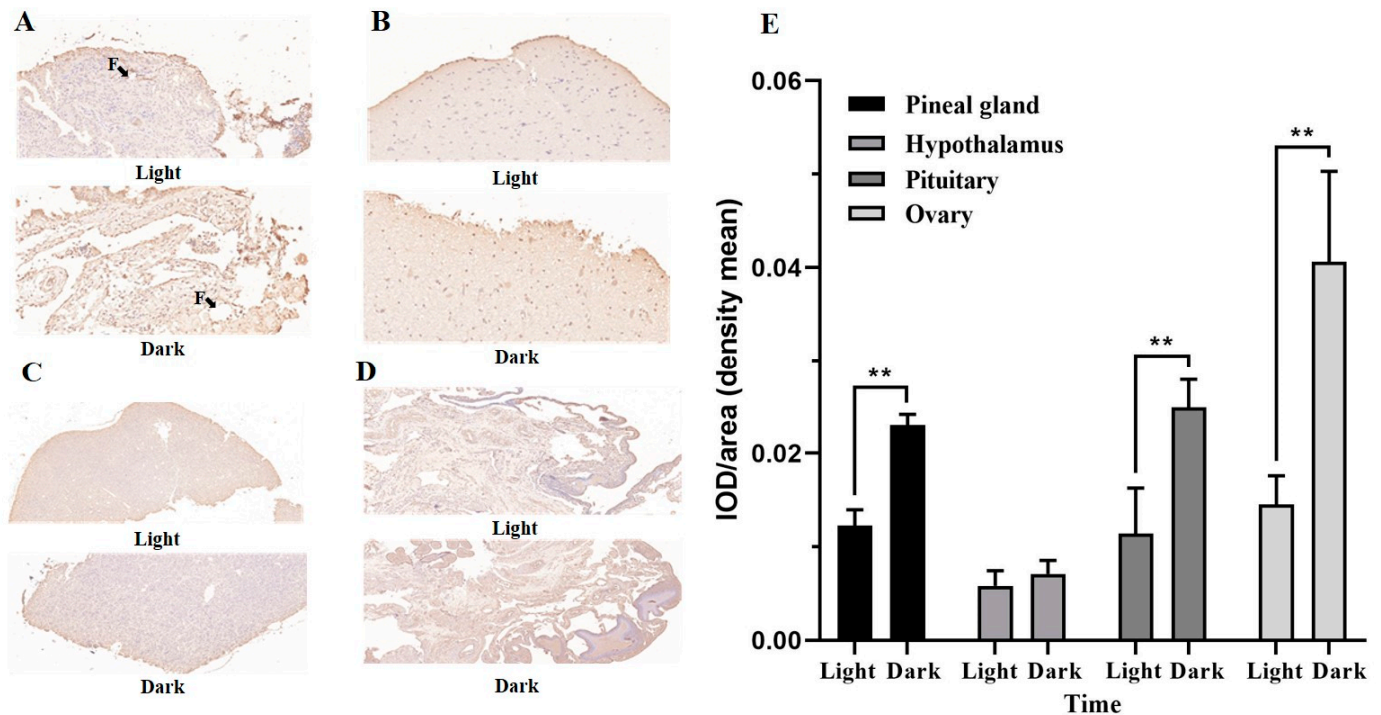 A
F
Light
F
Dark
B
Light
Dark
C
Light
Dark
D
Light
Dark
E
IOD/area (density mean)
0.06
0.04
0.02
0.00
Pineal gland
Hypothalamus
Pituitary
Ovary
**
**
**
Light Dark Light Dark Light Dark Light Dark
Time